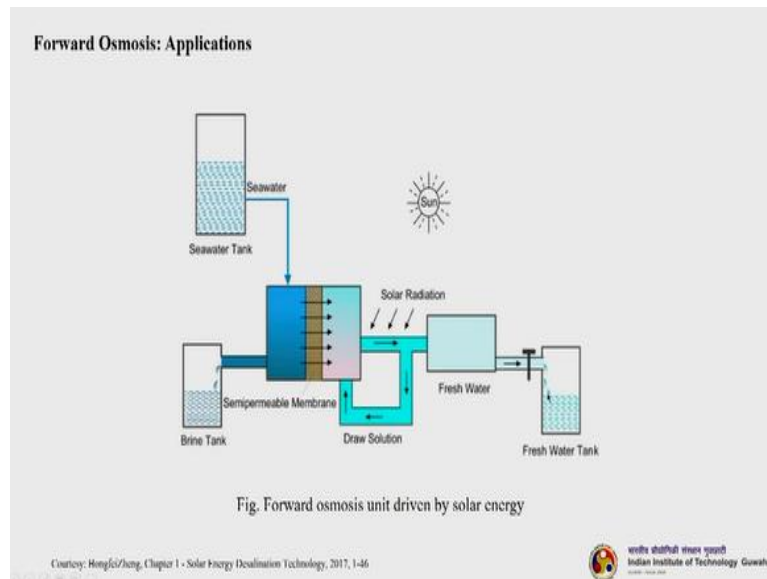 Forward Osmosis: Applications
Seawater
Sun
Seawater Tank
Solar Radiation
Semipermeable Membrane
Fresh Water
Brine Tank
Draw Solution
Fresh Water Tank
Fig. Forward osmosis unit driven by solar energy
Courtesy: HongfeiZheng, Chapter 1 - Solar Energy Desalination Technology, 2017, 1-46
भारतीय प्रौद्योगिकी संस्थान गुवाहाटी
Indian Institute of Technology Guwah